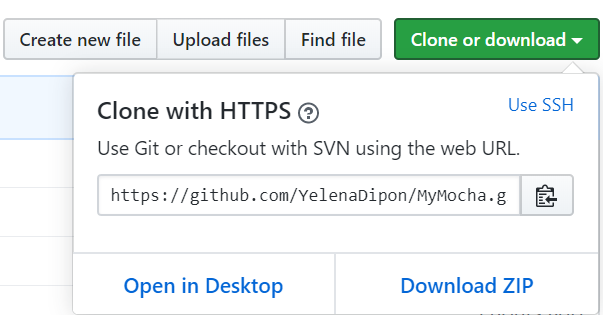 Create new file Upload files Find file Clone or download
Clone with HTTPS Use SSH
Use Git or checkout with SVN using the web URL.
https://github.com/YelenaDipon/MyMocha.g
Open in Desktop Download ZIP